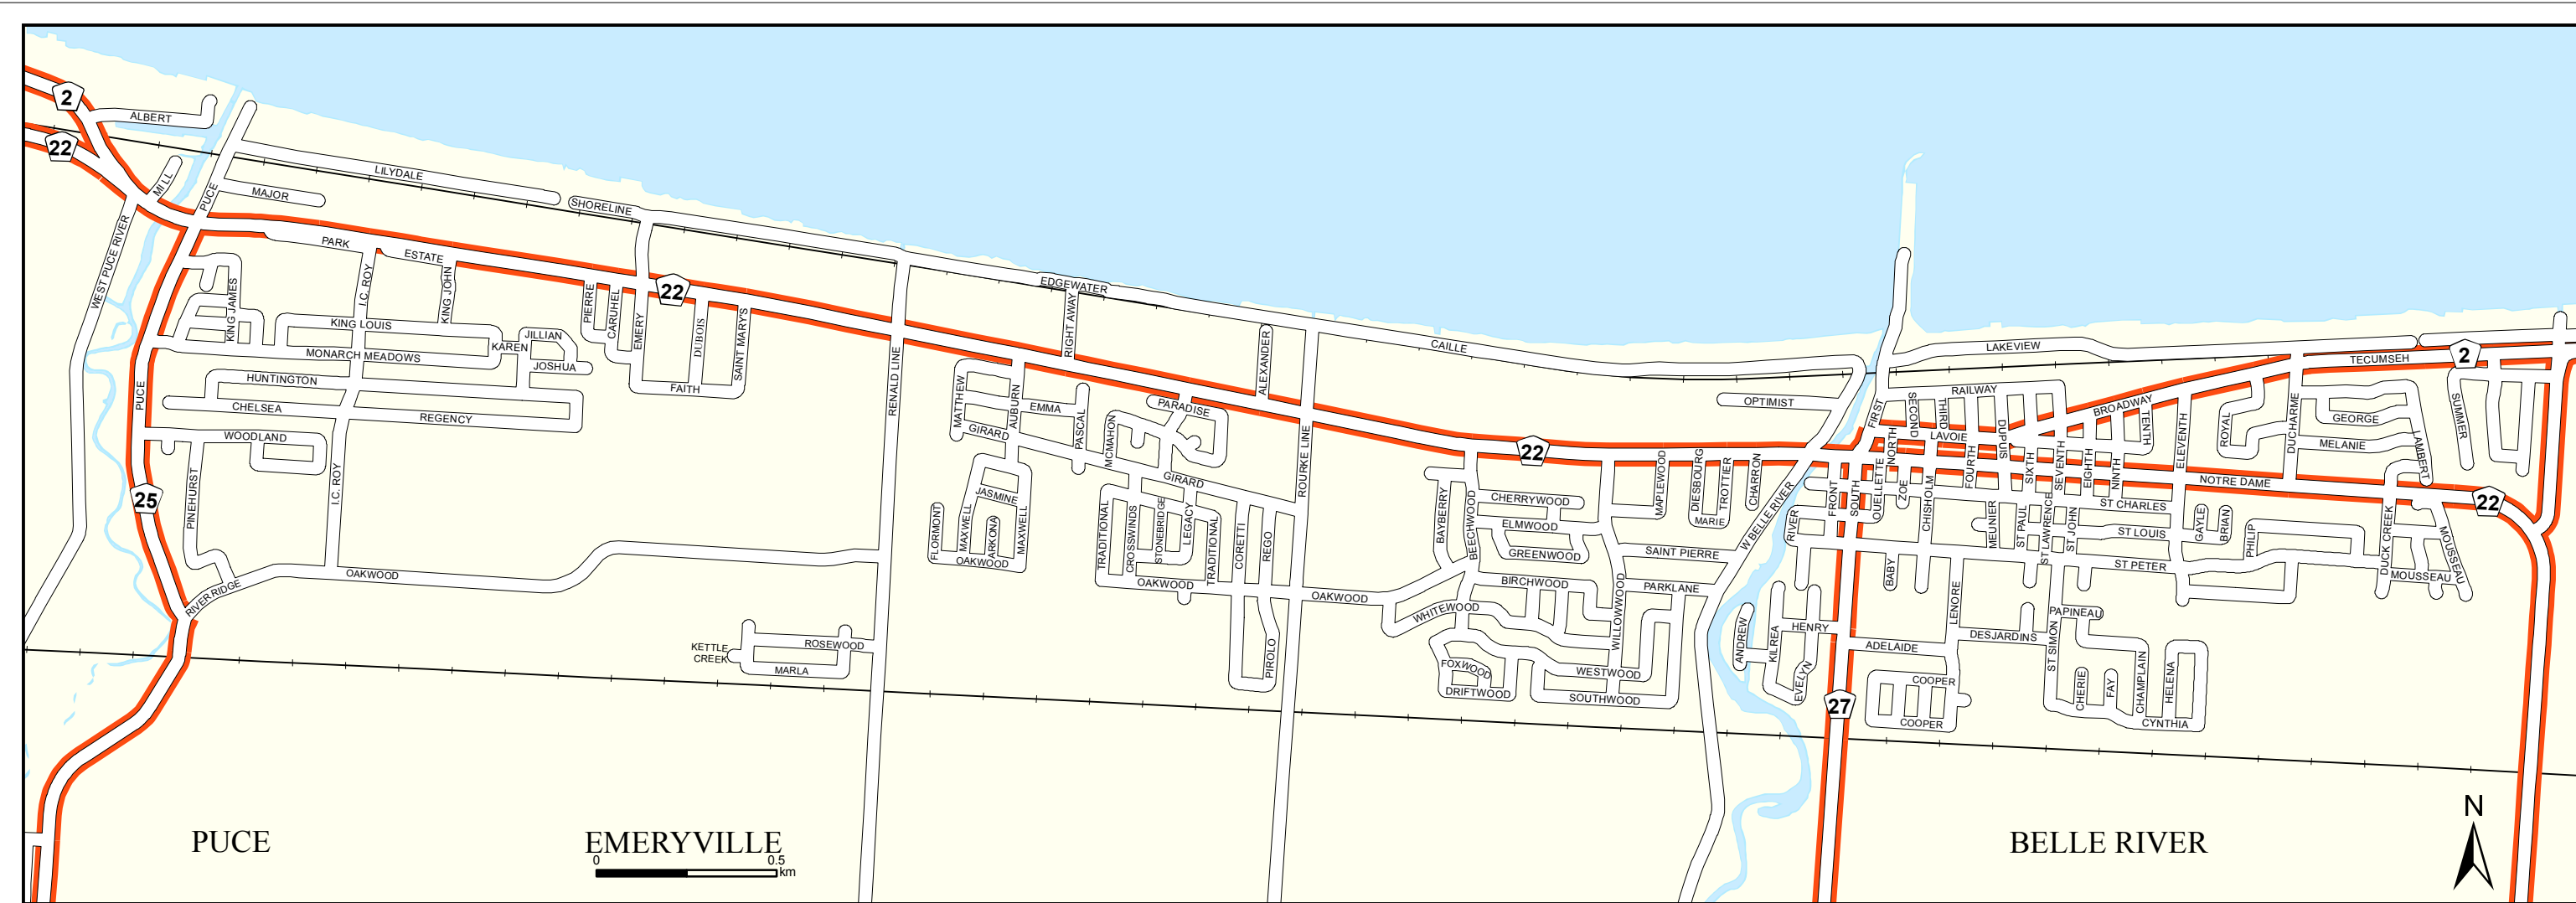 2
ALBERT
22
MILL
PUCE
LILYDALE
MAJOR
SHORELINE
WEST PUCE RIVER
PARK
ESTATE
I.C. ROY
KING JOHN
KING JAMES
KING LOUIS
MONARCH MEADOWS
KAREN
JILLIAN
JOSHUA
HUNTINGTON
CHELSEA
REGENCY
PUCE
WOODLAND
PINEHURST
I.C. ROY
25
RIVER RIDGE
OAKWOOD
PIERRE
CARUHEL
EMERY
22
DUBOIS
SAINT MARY'S
FAITH
RENALD LINE
KETTLE
CREEK
ROSEWOOD
MARLA
EDGEWATER
RIGHT AWAY
MATTHEW
AUBURN
EMMA
GIRARD
PASCAL
MCMAHON
PARADISE
GIRARD
ALEXANDER
ROURKE LINE
JASMINE
FLORIMONT
MAXWELL
ARKONA
MAXWELL
OAKWOOD
TRADITIONAL
CROSSWINDS
STONEBRIDGE
LEGACY
TRADITIONAL
CORETTI
REGO
OAKWOOD
PIROLO
OAKWOOD
CAILLE
22
BAYBERRY
BEECHWOOD
CHERRYWOOD
ELMWOOD
GREENWOOD
BIRCHWOOD
WHITEWOOD
FOXWOOD
DRIFTWOOD
WESTWOOD
SOUTHWOOD
WILLOWWOOD
PARKLANE
SAINT PIERRE
MAPLEWOOD
DIESBOURG
TROTTIER
MARIE
CHARRON
OPTIMIST
W BELLE RIVER
LAKEVIEW
RAILWAY
FIRST
SECOND
THIRD
NORTH
LAVOIE
FOURTH
DUPUIS
SIXTH
SEVENTH
EIGHTH
NINTH
TENTH
BROADWAY
ELEVENTH
ROYAL
DUCHARME
TECUMSEH
2
GEORGE
MELANIE
LAMBERT
SUMMER
NOTRE DAME
22
FRONT
SOUTH
OUELLETTE
ZOE
CHISHOLM
RIVER
BABY
MEUNIER
ST PAUL
ST LAWRENCE
ST JOHN
ST CHARLES
ST LOUIS
ST PETER
GAYLE
BRIAN
PHILIP
DUCK CREEK
MOUSSEAU
MOUSSEAU
ANDREW
KILREA
HENRY
EVELYN
27
ADELAIDE
LENORE
DESJARDINS
PAPINEAU
ST SIMON
COOPER
COOPER
CHERIE
FAY
CHAMPLAIN
HELENA
CYNTHIA
PUCE
EMERYVILLE
0 0.5
km
BELLE RIVER
N